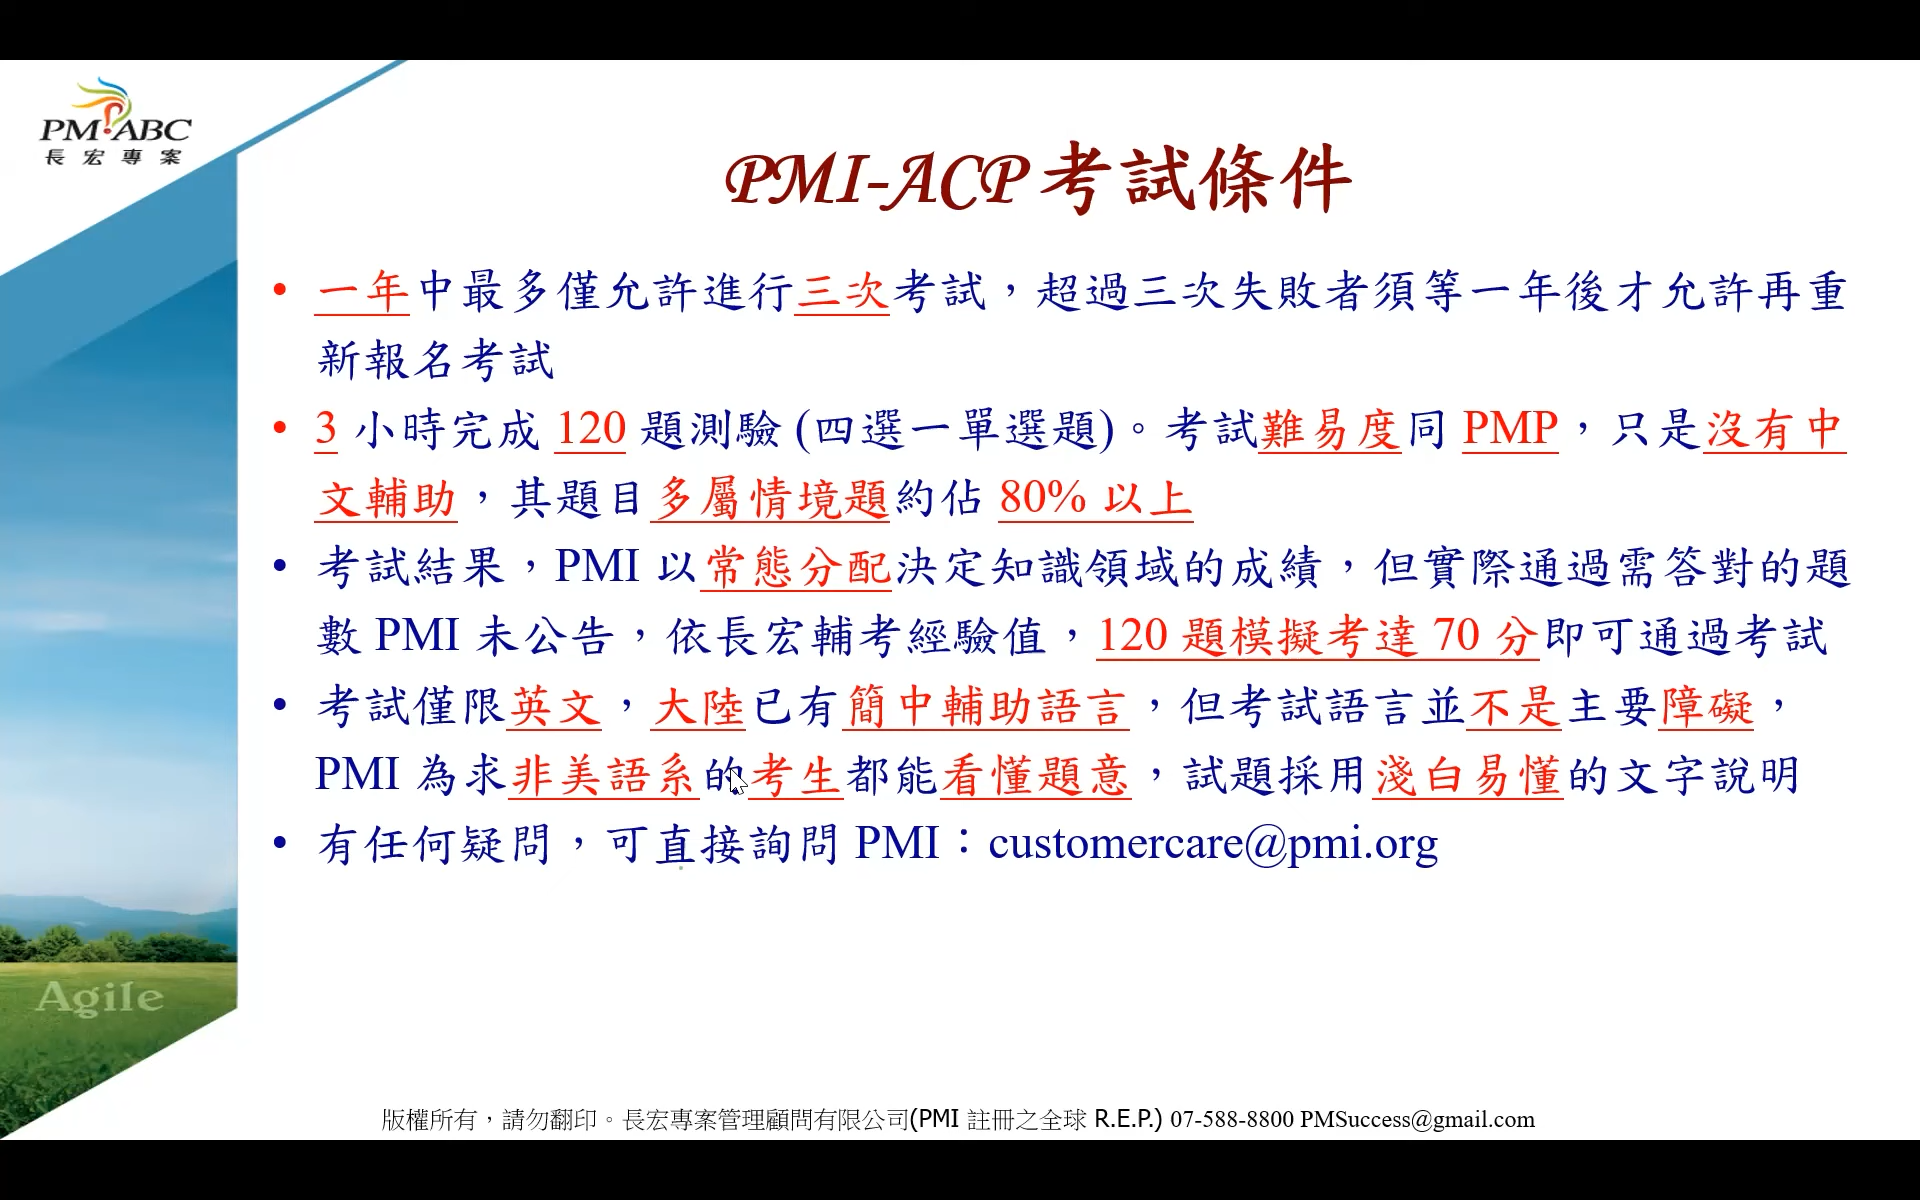 PM ABC
長宏專案
PMI-ACP考試條件
• 一年中最多僅允許進行三次考試，超過三次失敗者須等一年後才允許再重
新報名考試
• 3 小時完成 120 題測驗 (四選一單選題)。考試難易度同 PMP，只是沒有中
文輔助，其題目多屬情境題約佔 80% 以上
• 考試結果，PMI 以常態分配決定知識領域的成績，但實際通過需答對的題
數 PMI 未公告，依長宏輔考經驗值，120 題模擬考達 70 分即可通過考試
• 考試僅限英文，大陸已有簡中輔助語言，但考試語言並不是主要障礙，
PMI 為求非美語系的考生都能看懂題意，試題採用淺白易懂的文字說明
• 有任何疑問，可直接詢問 PMI：customercare@pmi.org
Agile
版權所有，請勿翻印。長宏專案管理顧問有限公司(PMI 註冊之全球 R.E.P.) 07-588-8800 PMSuccess@gmail.com